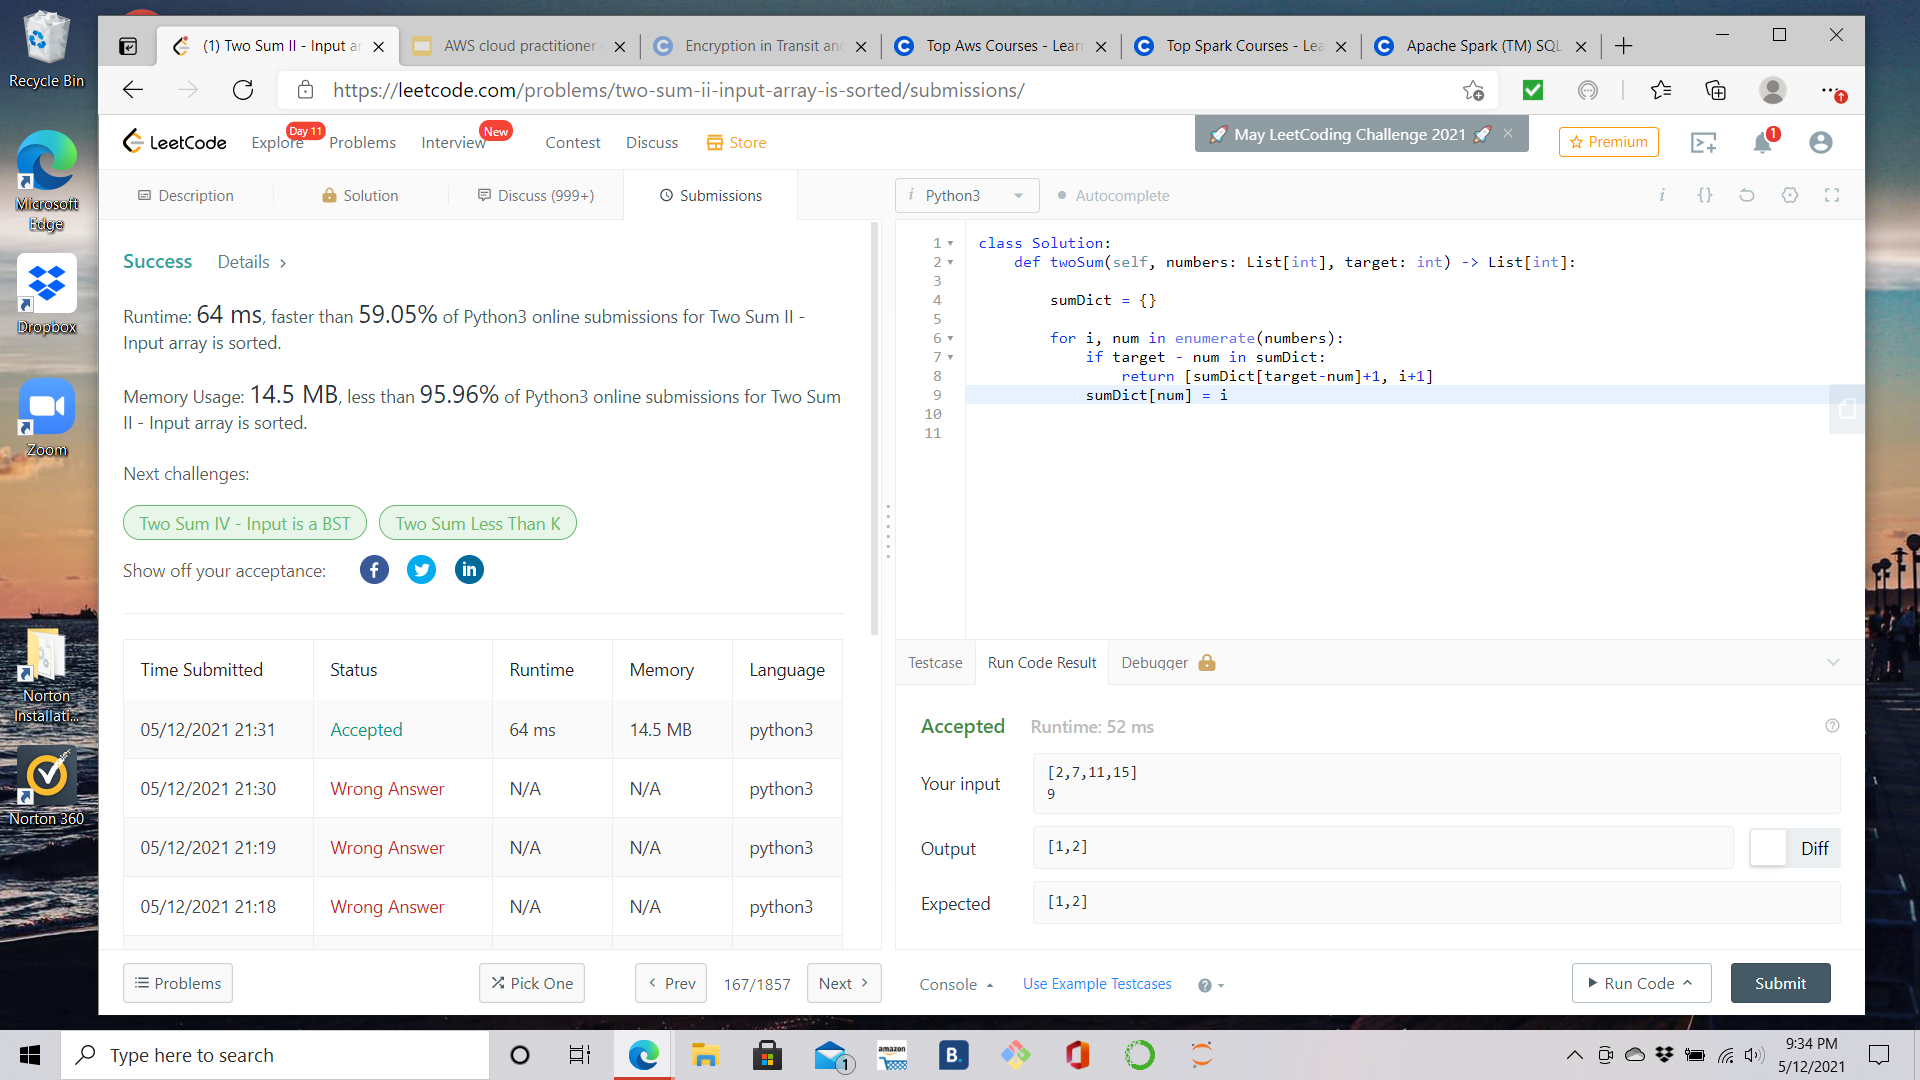 Recycle Bin
Microsoft
Edge
Dropbox
Zoom
Norton
Installati...
Norton 360
(1) Two Sum II - Input ar
AWS cloud practitioner
Encryption in Transit and
Top Aws Courses - Learn
Top Spark Courses - Lea
Apache Spark (TM) SQL
https://leetcode.com/problems/two-sum-ii-input-array-is-sorted/submissions/
LeetCode
Explore
Day 11
Problems
Interview
New
Contest
Discuss
Store
May LeetCoding Challenge 2021
Premium
1
Description
Solution
Discuss (999+)
Submissions
i Python3
Autocomplete
i {}
Success Details >
Runtime: 64 ms, faster than 59.05% of Python3 online submissions for Two Sum II -
Input array is sorted.
Memory Usage: 14.5 MB, less than 95.96% of Python3 online submissions for Two Sum
II - Input array is sorted.
Next challenges:
Two Sum IV - Input is a BST
Two Sum Less Than K
Show off your acceptance:
Time Submitted Status Runtime Memory Language
05/12/2021 21:31 Accepted 64 ms 14.5 MB python3
05/12/2021 21:30 Wrong Answer N/A N/A python3
05/12/2021 21:19 Wrong Answer N/A N/A python3
05/12/2021 21:18 Wrong Answer N/A N/A python3
Problems
Pick One
< Prev
167/1857
Next >
1 class Solution:
2 def twoSum(self, numbers: List[int], target: int) -> List[int]:
3
4 sumDict = {}
5
6 for i, num in enumerate(numbers):
7 if target - num in sumDict:
8 return [sumDict[target-num]+1, i+1]
9 sumDict[num] = i
10
11
Testcase
Run Code Result
Debugger
Accepted Runtime: 52 ms
Your input
[2,7,11,15]
9
Output
[1,2]
Diff
Expected
[1,2]
Console
Use Example Testcases
Run Code
Submit
Type here to search
1
amazon
B.
9:34 PM
5/12/2021